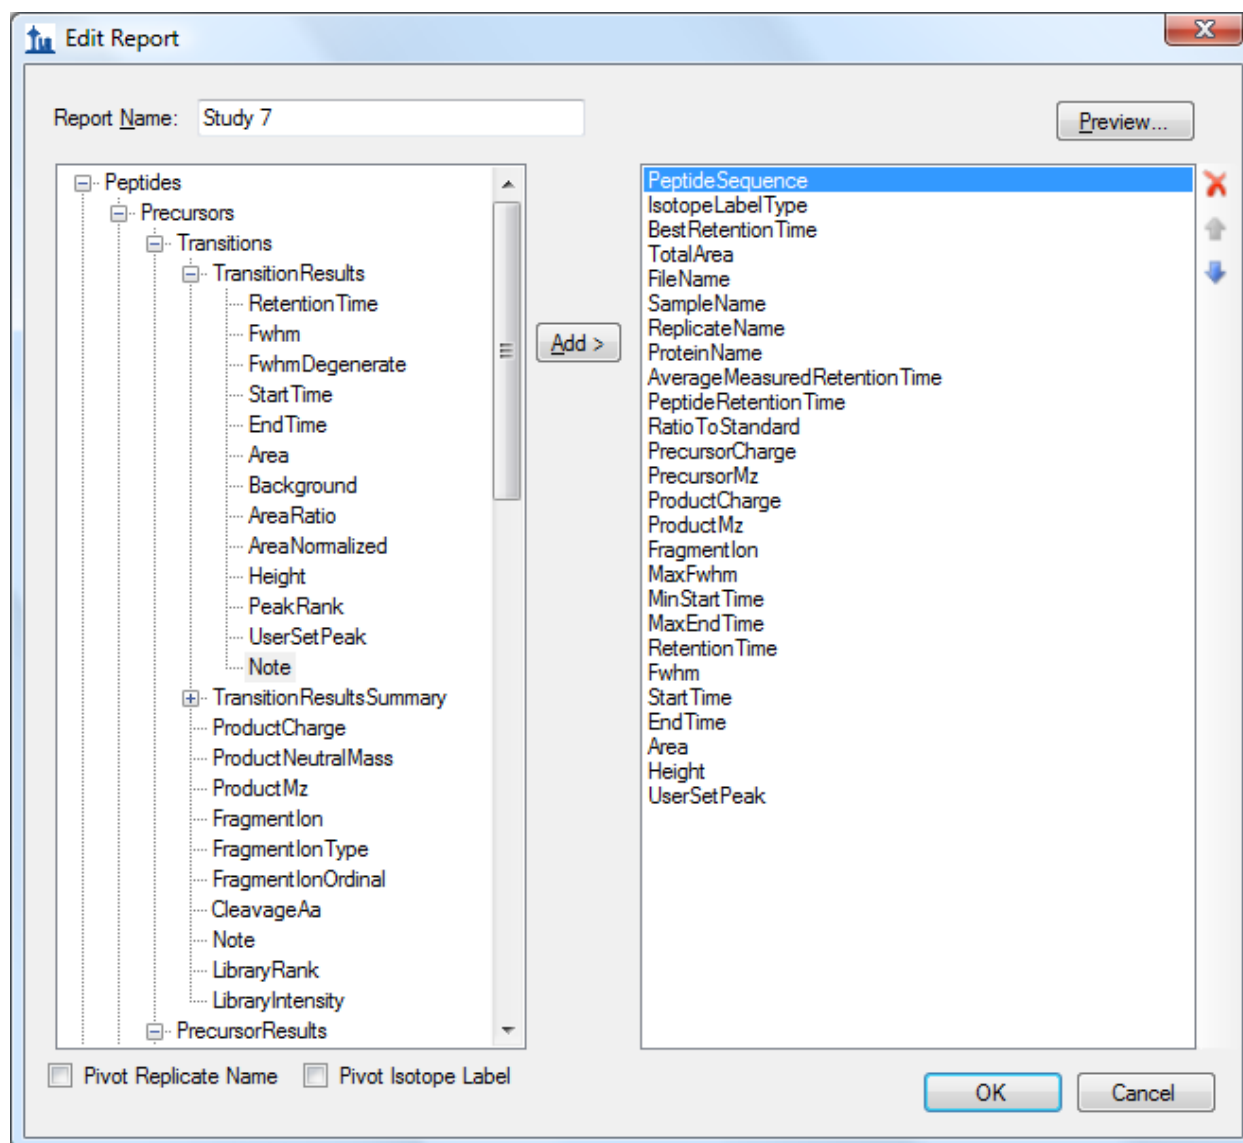 Edit Report
Report Name: Study 7
Preview...
Peptides
Precursors
Transitions
TransitionResults
RetentionTime
Fwhm
FwhmDegenerate
StartTime
EndTime
Area
Background
AreaRatio
AreaNormalized
Height
PeakRank
UserSetPeak
Note
TransitionResultsSummary
ProductCharge
ProductNeutralMass
ProductMz
FragmentIon
FragmentIonType
FragmentIonOrdinal
CleavageAa
Note
LibraryRank
LibraryIntensity
PrecursorResults
Add >
PeptideSequence
IsotopeLabelType
BestRetentionTime
TotalArea
FileName
SampleName
ReplicateName
ProteinName
AverageMeasuredRetentionTime
PeptideRetentionTime
RatioToStandard
PrecursorCharge
PrecursorMz
ProductCharge
ProductMz
FragmentIon
MaxFwhm
MinStartTime
MaxEndTime
RetentionTime
Fwhm
StartTime
EndTime
Area
Height
UserSetPeak
Pivot Replicate Name Pivot Isotope Label
OK Cancel